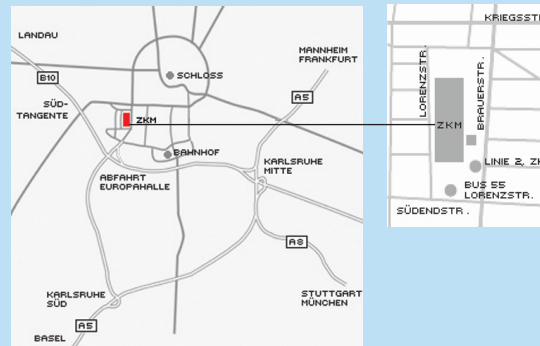 LANDAU
B10
SÜD-
TANGENTE
SCHLOSS
MANNHEIM
FRANKFURT
A5
ZKM
BAHNHOF
ABFAHRT
EUROPAHALLE
KARLSRUHE
MITTE
A8
KARLSRUHE
SÜD
STUTTGART
MÜNCHEN
A5
BASEL
KRIEGSSTR
LORENZSTR.
BRAUERSTR.
ZKM
LINIE 2, ZK
BUS 55
LORENZSTR.
SÜDENDSTR.